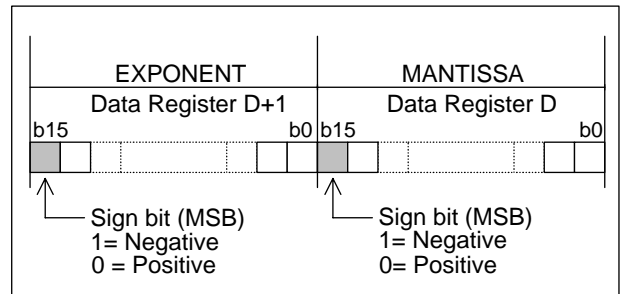 EXPONENT MANTISSA
Data Register D+1 Data Register D
b15 b0 b15 b0
Sign bit (MSB) Sign bit (MSB)
1= Negative 1= Negative
0 = Positive 0= Positive